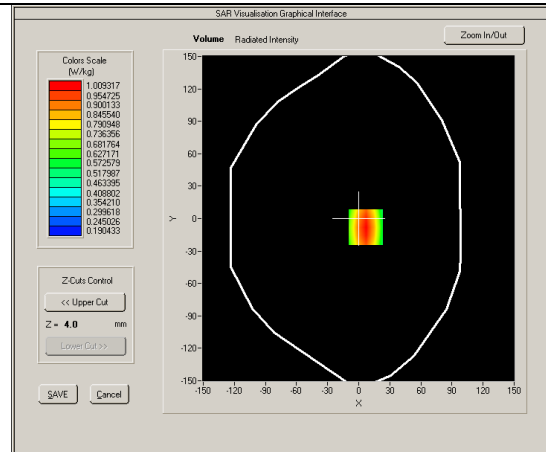 SAR Visualisation Graphical Interface
Volume Radiated Intensity
Zoom In/Out
Colors Scale
(W/kg)
1.009317
0.954725
0.900133
0.845540
0.790948
0.736356
0.681764
0.627171
0.572579
0.517987
0.463395
0.408802
0.354210
0.299618
0.245026
0.190433
Z-Cuts Control
<< Upper Cut
Z = 4.0 mm
Lower Cut >>
SAVE
Cancel
150-
120-
90-
60-
30-
0-
-30-
-60-
-90-
-120-
-150-
Y
-150 -120 -90 -60 -30 0 30 60 90 120 150
X